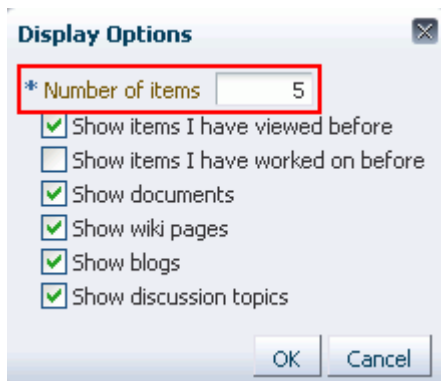 Display Options
* Number of items 5
Show items I have viewed before
Show items I have worked on before
Show documents
Show wiki pages
Show blogs
Show discussion topics
OK Cancel